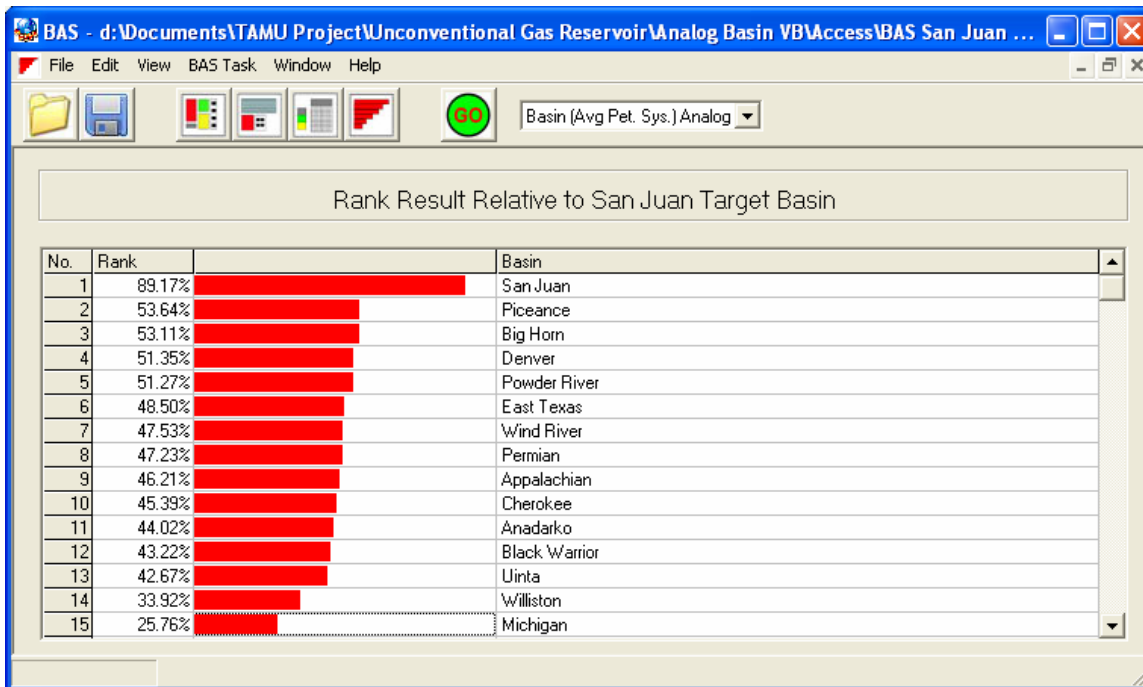 BAS - d:\Documents\TAMU Project\Unconventional Gas Reservoir\Analog Basin VB\Access\BAS San Juan ...
File Edit View BAS Task Window Help
GO Basin (Avg Pet. Sys.) Analog
Rank Result Relative to San Juan Target Basin
No. Rank Basin
1 89.17% San Juan
2 53.64% Piceance
3 53.11% Big Horn
4 51.35% Denver
5 51.27% Powder River
6 48.50% East Texas
7 47.53% Wind River
8 47.23% Permian
9 46.21% Appalachian
10 45.39% Cherokee
11 44.02% Anadarko
12 43.22% Black Warrior
13 42.67% Uinta
14 33.92% Williston
15 25.76% Michigan